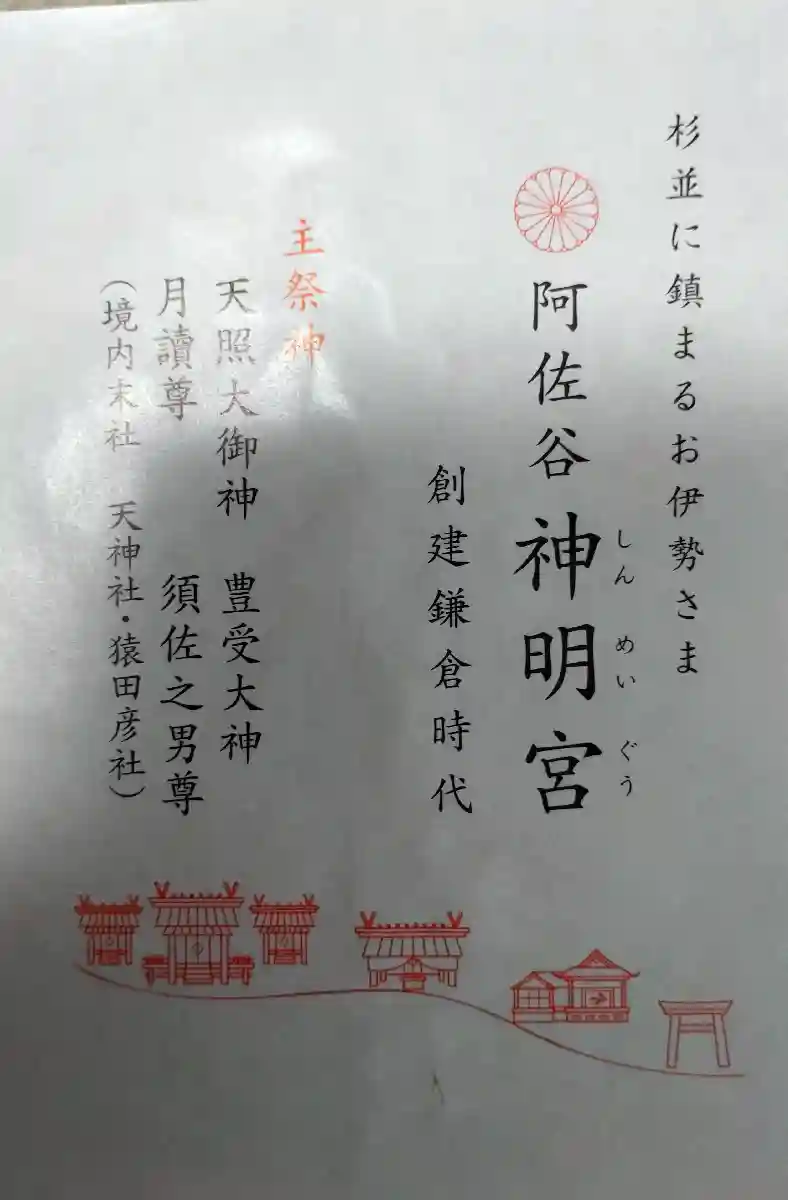 杉並に鎮まるお伊勢さま
阿佐谷神明宮
しんめいぐう
創建鎌倉時代
主祭神
天照大御神　豊受大神
月讀尊　須佐之男尊
（境内末社　天神社・猿田彦社）